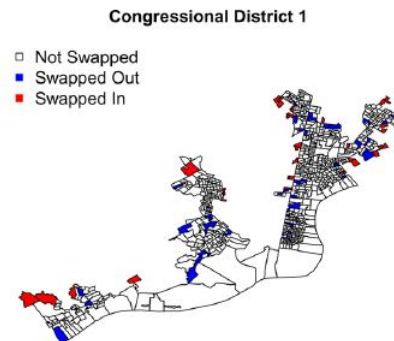 Congressional District 1
Not Swapped
Swapped Out
Swapped In